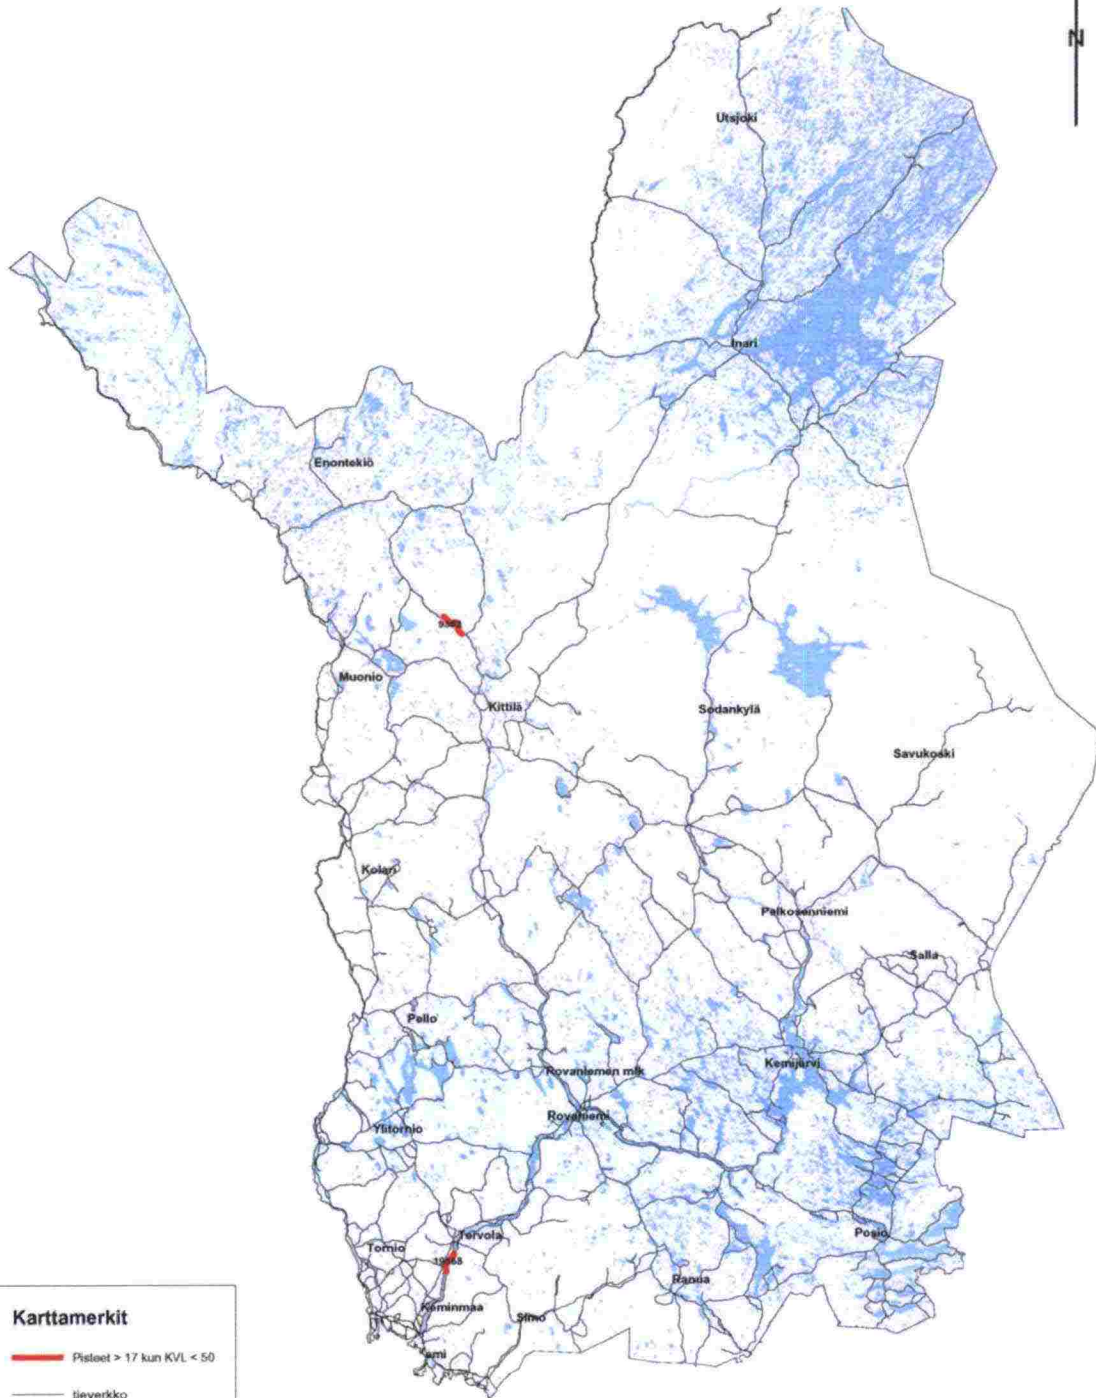 N
Utsjoki
Inari
Enontekiö
Muonio
Kittilä
Sodankylä
Savukoski
Kolari
Pelkosenniemi
Salla
Pello
Rovaniemen mlk
Kemijärvi
Rovaniemi
Ylitornio
Tervola
Tornio
Posio
Ranua
Keminmaa
Simo
Karttamerkit
Pisteet > 17 kun KVL < 50
tieverkko